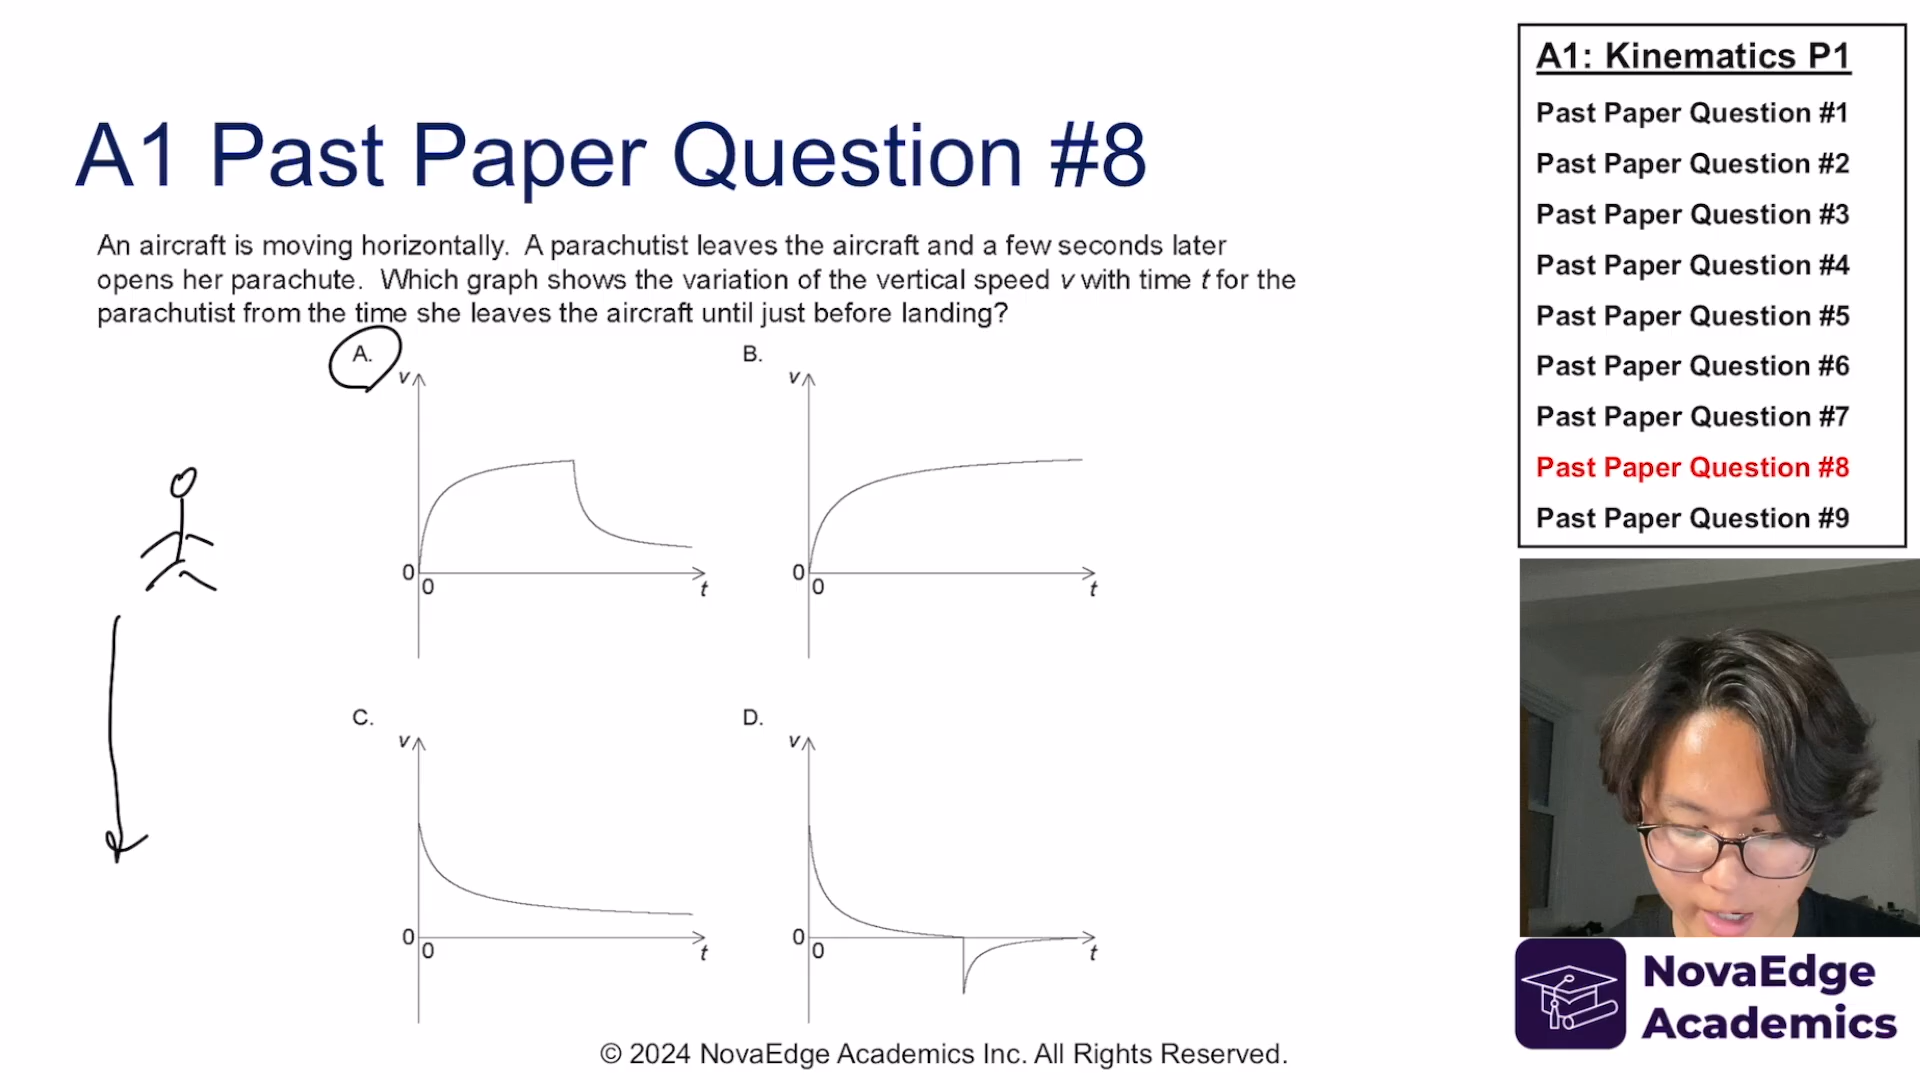 A1 Past Paper Question #8
An aircraft is moving horizontally. A parachutist leaves the aircraft and a few seconds later
opens her parachute. Which graph shows the variation of the vertical speed v with time t for the
parachutist from the time she leaves the aircraft until just before landing?
A.
v
0
0
t
B.
v
0
0
t
C.
v
0
0
t
D.
v
0
0
t
© 2024 NovaEdge Academics Inc. All Rights Reserved.
A1: Kinematics P1
Past Paper Question #1
Past Paper Question #2
Past Paper Question #3
Past Paper Question #4
Past Paper Question #5
Past Paper Question #6
Past Paper Question #7
Past Paper Question #8
Past Paper Question #9
NovaEdge
Academics